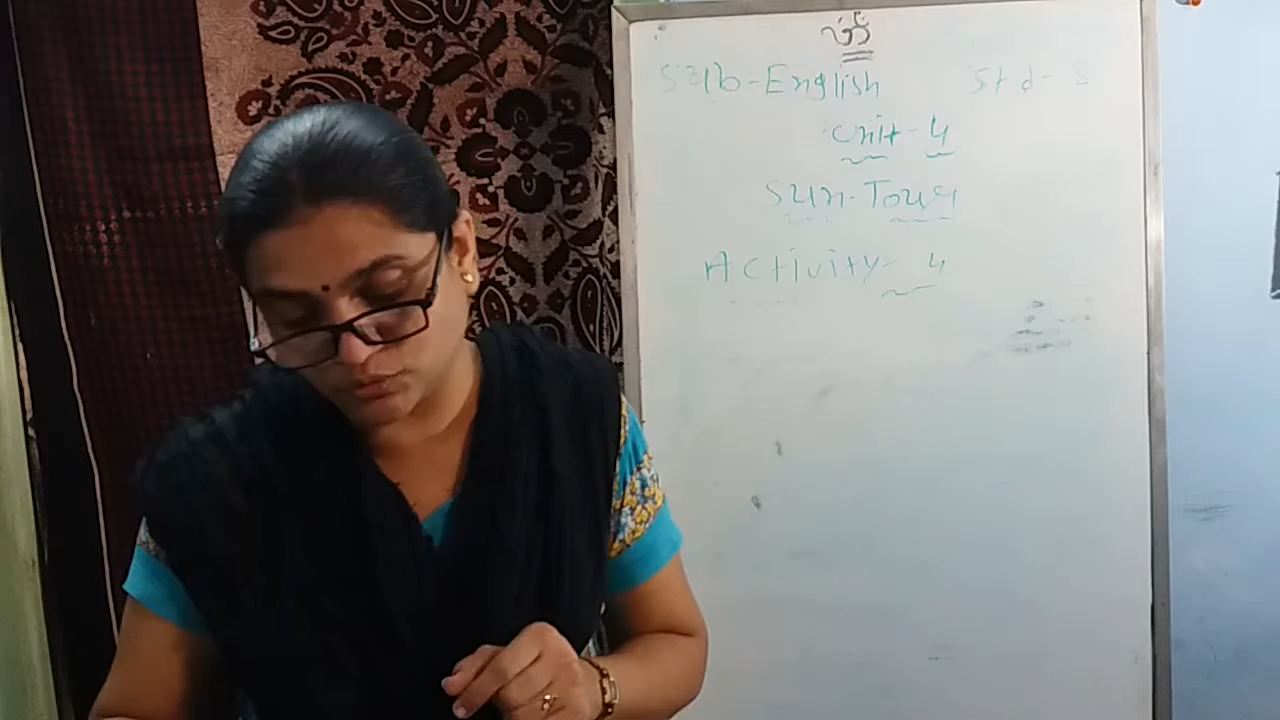 ૐ
Sub-English Std-8
Unit-4
Sun-Tour
Activity-4